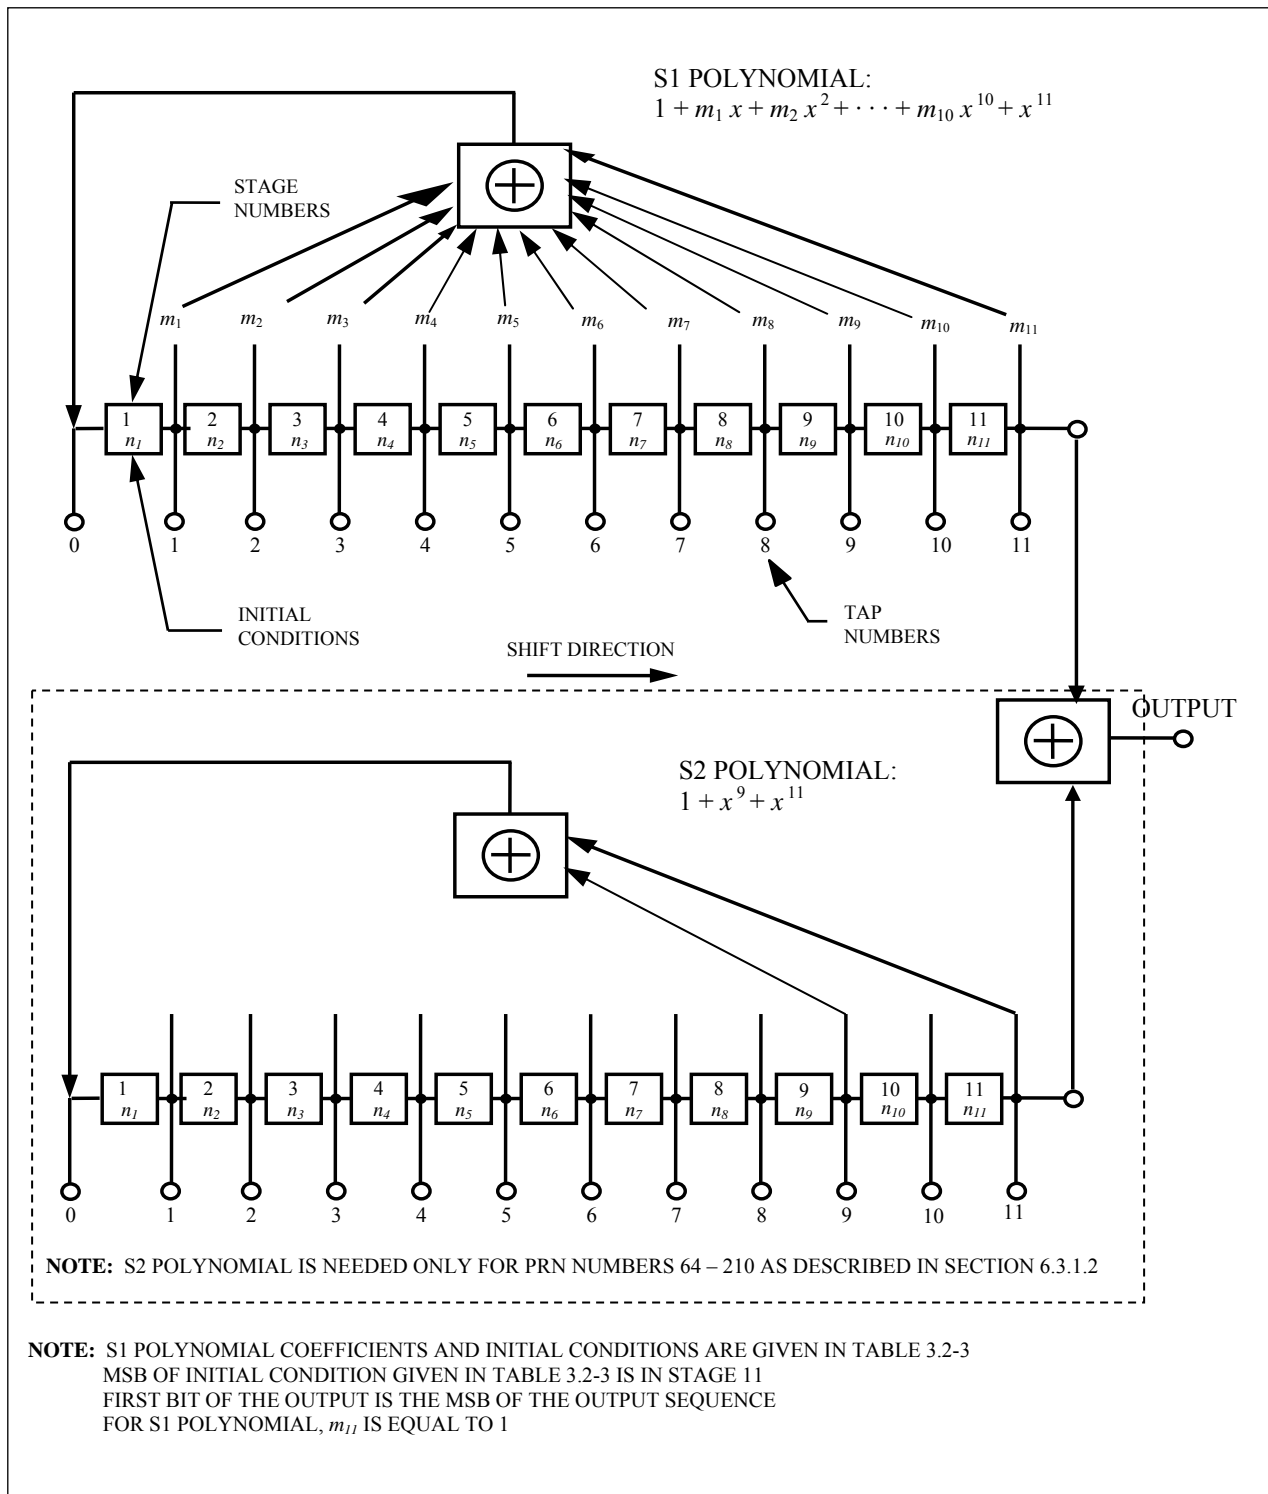 S1 POLYNOMIAL:
1 + m₁ x + m₂ x² + · · · + m₁₀ x¹⁰ + x¹¹
STAGE
NUMBERS
m₁ m₂ m₃ m₄ m₅ m₆ m₇ m₈ m₉ m₁₀ m₁₁
1 2 3 4 5 6 7 8 9 10 11
n₁ n₂ n₃ n₄ n₅ n₆ n₇ n₈ n₉ n₁₀ n₁₁
0 1 2 3 4 5 6 7 8 9 10 11
INITIAL
CONDITIONS
TAP
NUMBERS
SHIFT DIRECTION
OUTPUT
S2 POLYNOMIAL:
1 + x⁹ + x¹¹
1 2 3 4 5 6 7 8 9 10 11
n₁ n₂ n₃ n₄ n₅ n₆ n₇ n₈ n₉ n₁₀ n₁₁
0 1 2 3 4 5 6 7 8 9 10 11
NOTE: S2 POLYNOMIAL IS NEEDED ONLY FOR PRN NUMBERS 64 – 210 AS DESCRIBED IN SECTION 6.3.1.2
NOTE: S1 POLYNOMIAL COEFFICIENTS AND INITIAL CONDITIONS ARE GIVEN IN TABLE 3.2-3
MSB OF INITIAL CONDITION GIVEN IN TABLE 3.2-3 IS IN STAGE 11
FIRST BIT OF THE OUTPUT IS THE MSB OF THE OUTPUT SEQUENCE
FOR S1 POLYNOMIAL, m₁₁ IS EQUAL TO 1